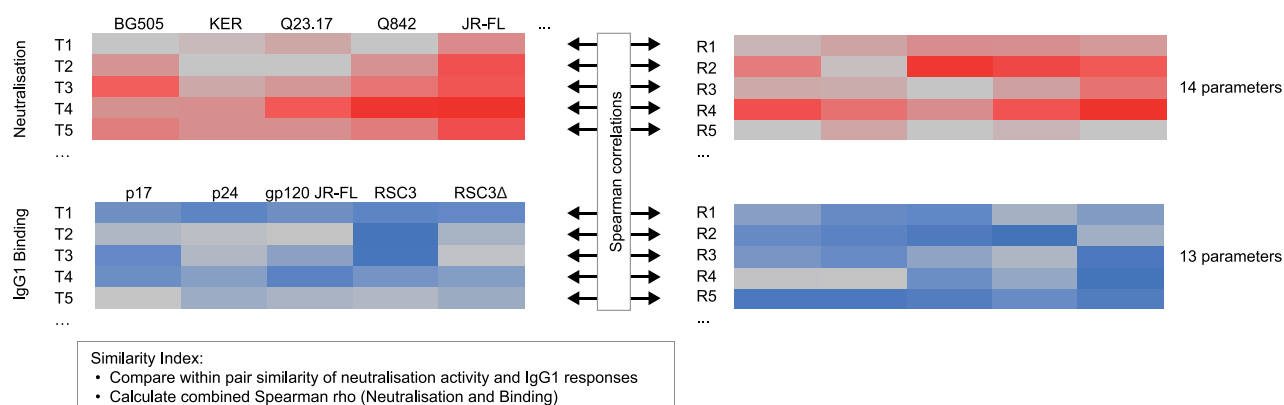 BG505 KER Q23.17 Q842 JR-FL ...
Neutralisation
T1
T2
T3
T4
T5
...
p17 p24 gp120 JR-FL RSC3 RSC3Δ
IgG1 Binding
T1
T2
T3
T4
T5
...
Spearman correlations
R1
R2
R3
R4
R5
...
14 parameters
R1
R2
R3
R4
R5
...
13 parameters
Similarity Index:
• Compare within pair similarity of neutralisation activity and IgG1 responses
• Calculate combined Spearman rho (Neutralisation and Binding)